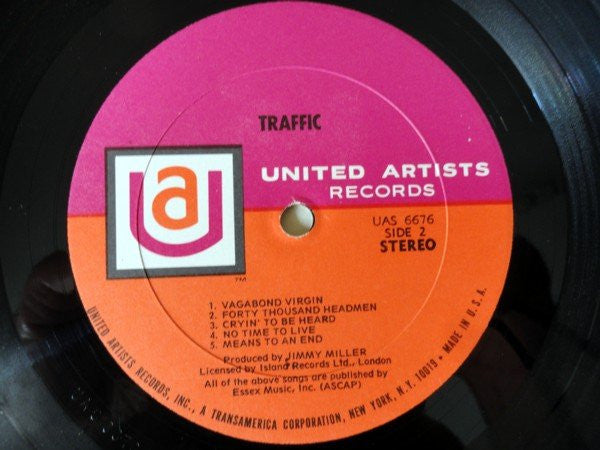 TRAFFIC
a
U
UNITED ARTISTS
RECORDS
™
UAS 6676
SIDE 2
STEREO
1. VAGABOND VIRGIN
2. FORTY THOUSAND HEADMEN
3. CRYIN' TO BE HEARD
4. NO TIME TO LIVE
5. MEANS TO AN END
Produced by JIMMY MILLER
Licensed by Island Records Ltd., London
All of the above songs are published by
Essex Music, Inc. (ASCAP)
UNITED ARTISTS RECORDS, INC., A TRANSAMERICA CORPORATION, NEW YORK, N.Y. 10019 • MADE IN U.S.A.